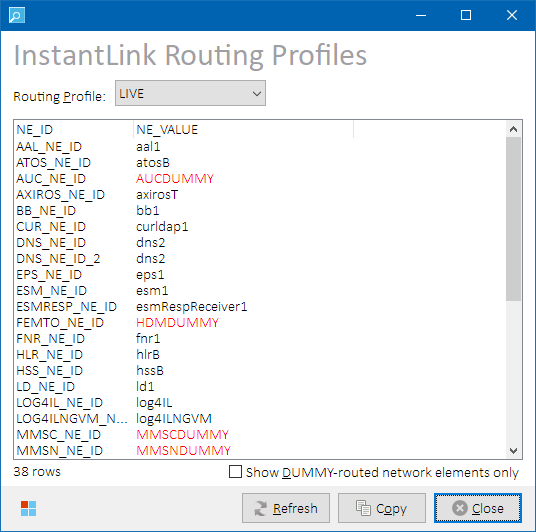 InstantLink Routing Profiles
Routing Profile: LIVE
NE_ID NE_VALUE
AAL_NE_ID aal1
ATOS_NE_ID atosB
AUC_NE_ID AUCDUMMY
AXIROS_NE_ID axirosT
BB_NE_ID bb1
CUR_NE_ID curldap1
DNS_NE_ID dns2
DNS_NE_ID_2 dns2
EPS_NE_ID eps1
ESM_NE_ID esm1
ESMRESP_NE_ID esmRespReceiver1
FEMTO_NE_ID HDMDUMMY
FNR_NE_ID fnr1
HLR_NE_ID hlrB
HSS_NE_ID hssB
LD_NE_ID ld1
LOG4IL_NE_ID log4IL
LOG4ILNGVM_N... log4ILNGVM
MMSC_NE_ID MMSCDUMMY
MMSN_NE_ID MMSNDUMMY
38 rows Show DUMMY-routed network elements only
Refresh Copy Close